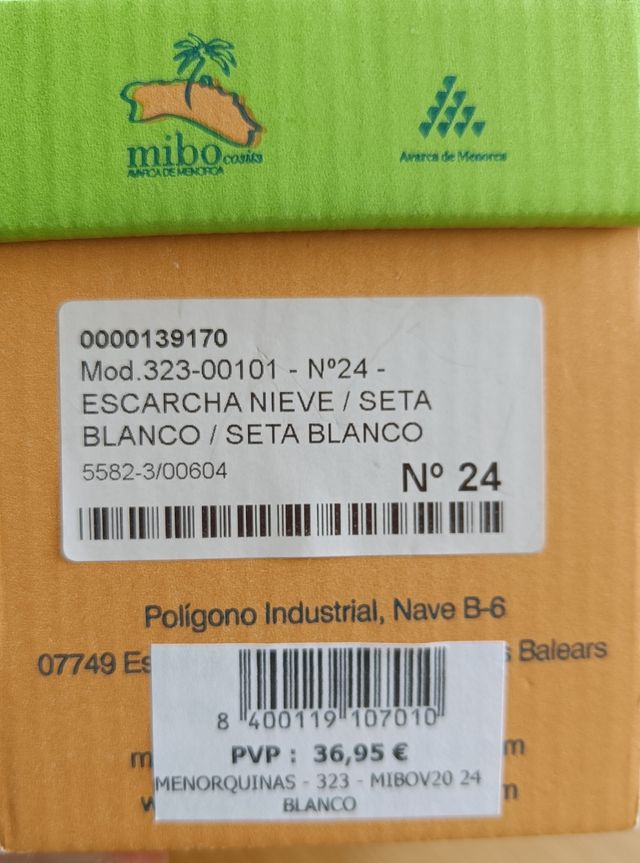 mibo cositas
AVARCA DE MENORCA
Avarca de Menorca
0000139170
Mod.323-00101 - Nº24 -
ESCARCHA NIEVE / SETA
BLANCO / SETA BLANCO
5582-3/00604
Nº 24
Polígono Industrial, Nave B-6
07749 Es
s Balears
8 400119 107010
m
m
PVP : 36,95 €
MENORQUINAS - 323 - MIBOV20 24
w
m
BLANCO